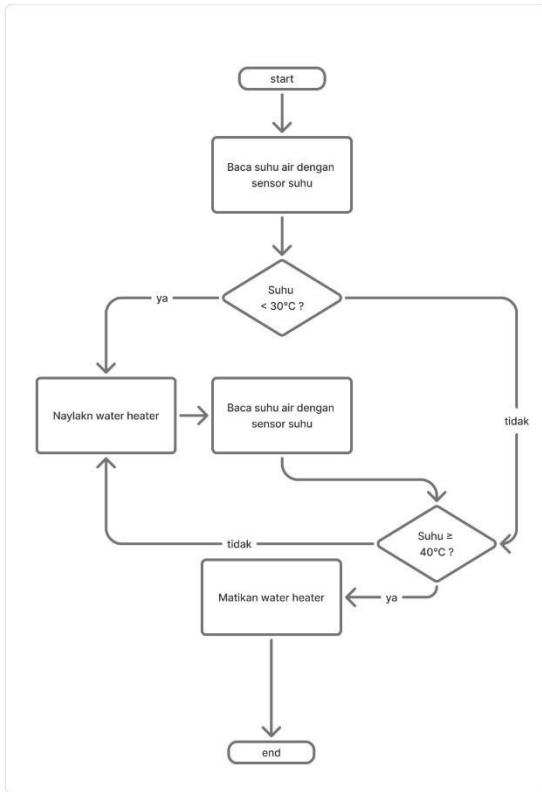 start
Baca suhu air dengan
sensor suhu
Suhu
< 30°C ?
ya
Naylakn water heater
Baca suhu air dengan
sensor suhu
tidak
Suhu ≥
40°C ?
tidak
Matikan water heater
ya
end